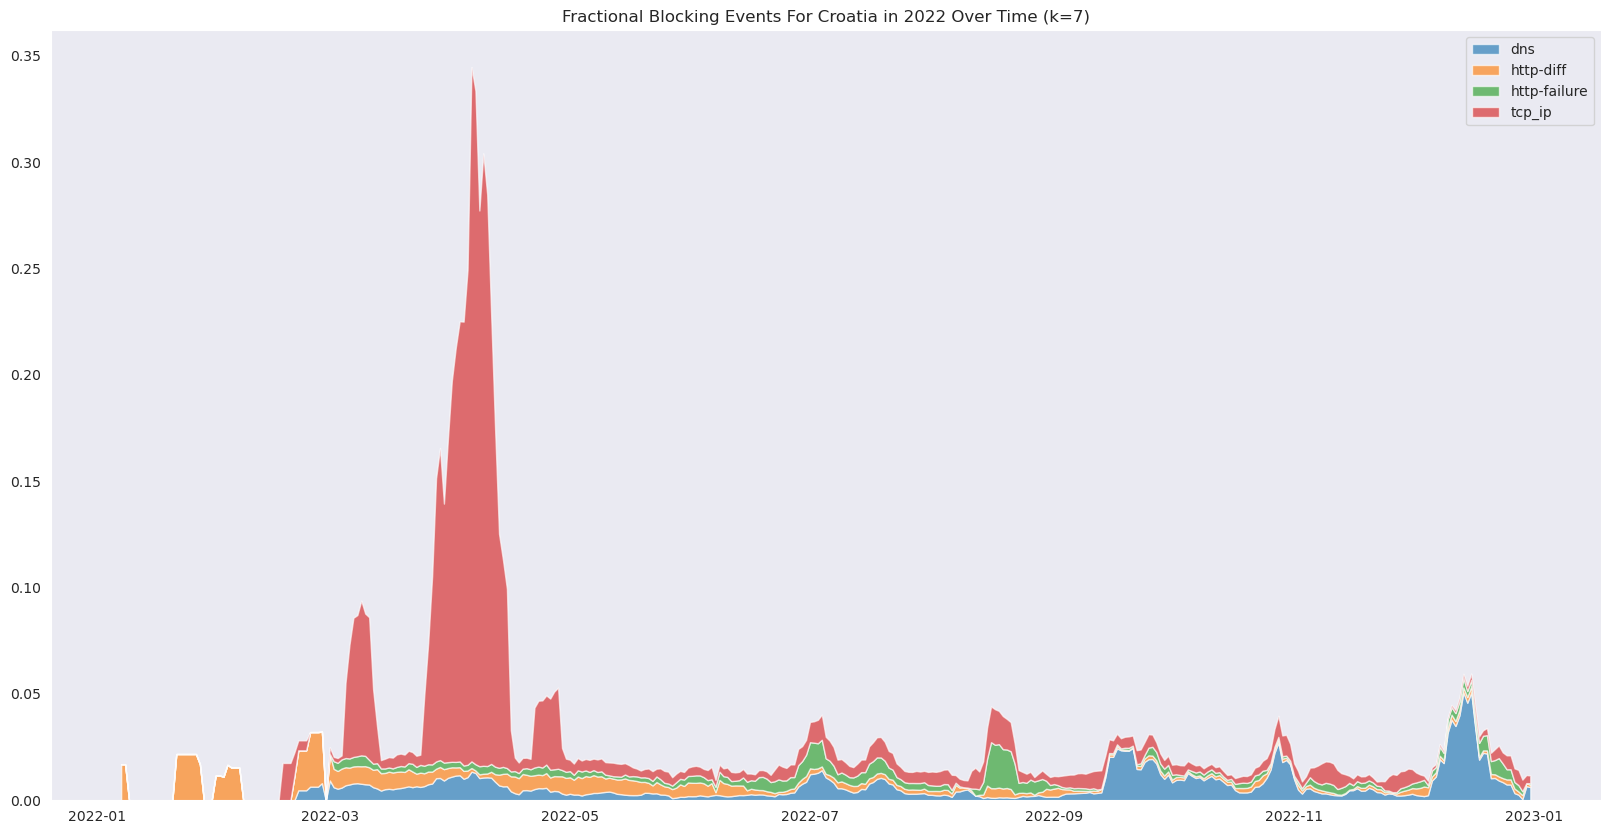 Fractional Blocking Events For Croatia in 2022 Over Time (k=7)
dns
http-diff
http-failure
tcp_ip
0.35
0.30
0.25
0.20
0.15
0.10
0.05
0.00
2022-01 2022-03 2022-05 2022-07 2022-09 2022-11 2023-01